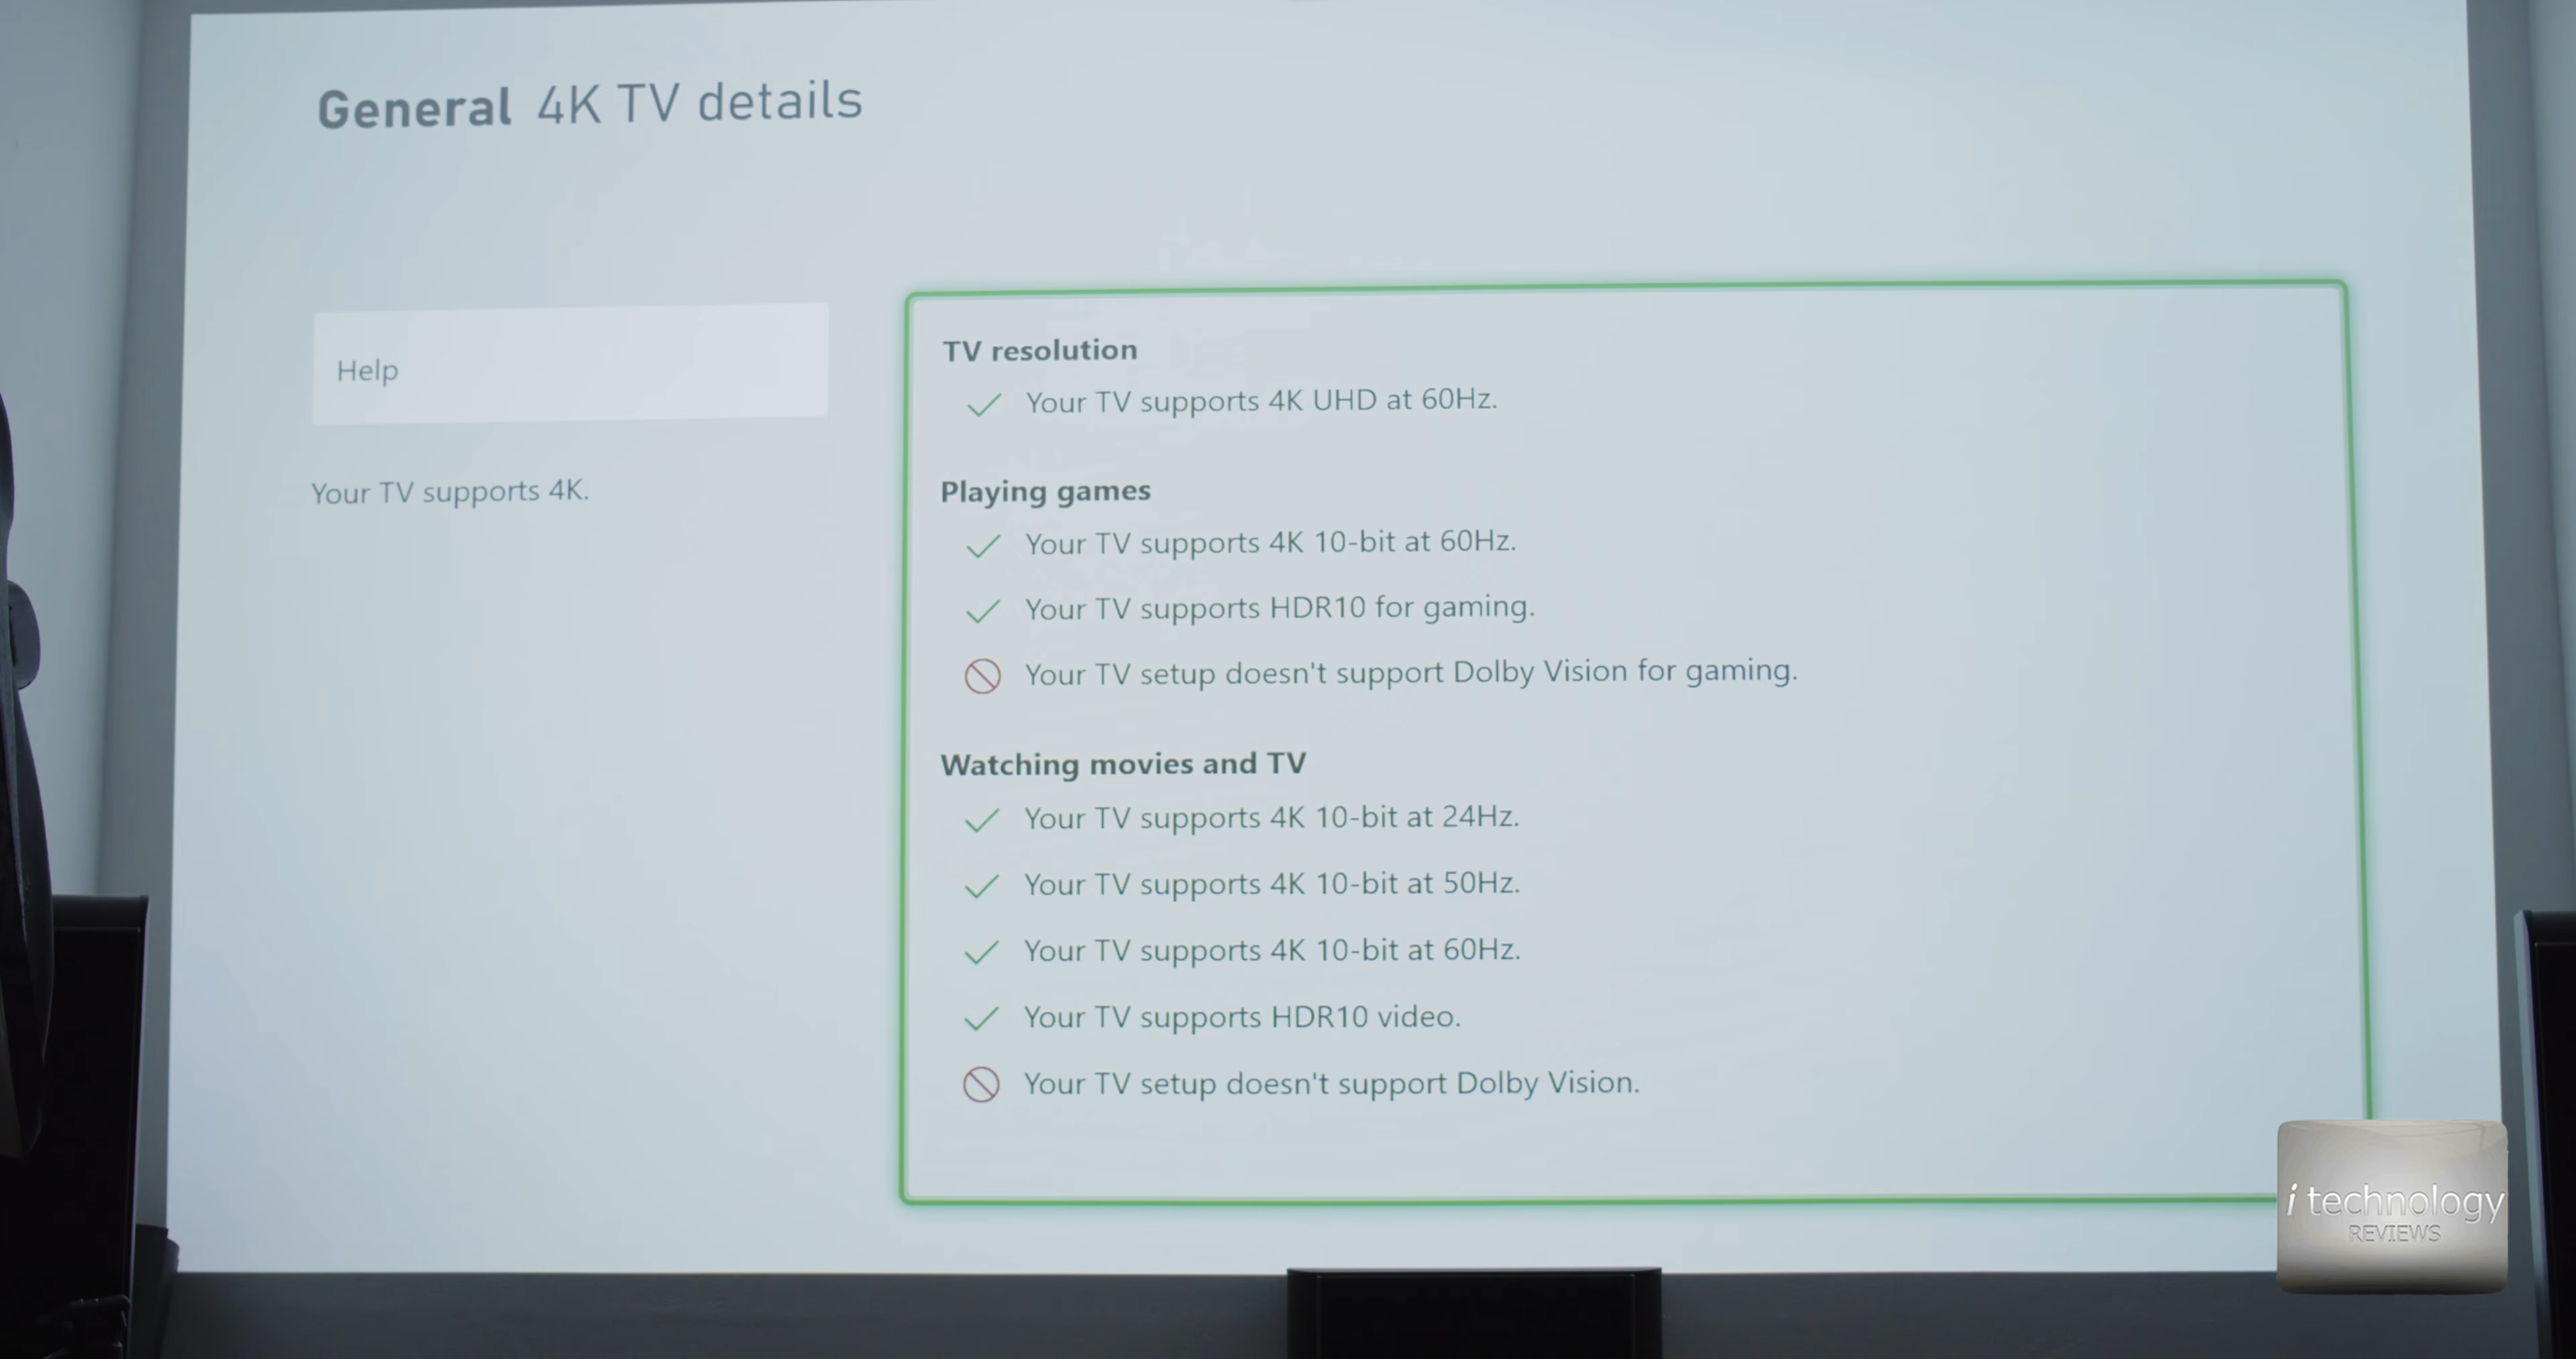 General 4K TV details
Help
Your TV supports 4K.
TV resolution
Your TV supports 4K UHD at 60Hz.
Playing games
Your TV supports 4K 10-bit at 60Hz.
Your TV supports HDR10 for gaming.
Your TV setup doesn't support Dolby Vision for gaming.
Watching movies and TV
Your TV supports 4K 10-bit at 24Hz.
Your TV supports 4K 10-bit at 50Hz.
Your TV supports 4K 10-bit at 60Hz.
Your TV supports HDR10 video.
Your TV setup doesn't support Dolby Vision.
i technology
REVIEWS